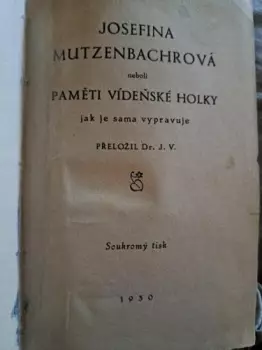 JOSEFINA
MUTZENBACHROVÁ
neboli
PAMĚTI VÍDEŇSKÉ HOLKY
jak je sama vypravuje
PŘELOŽIL Dr. J. V.
Soukromý tisk
1930